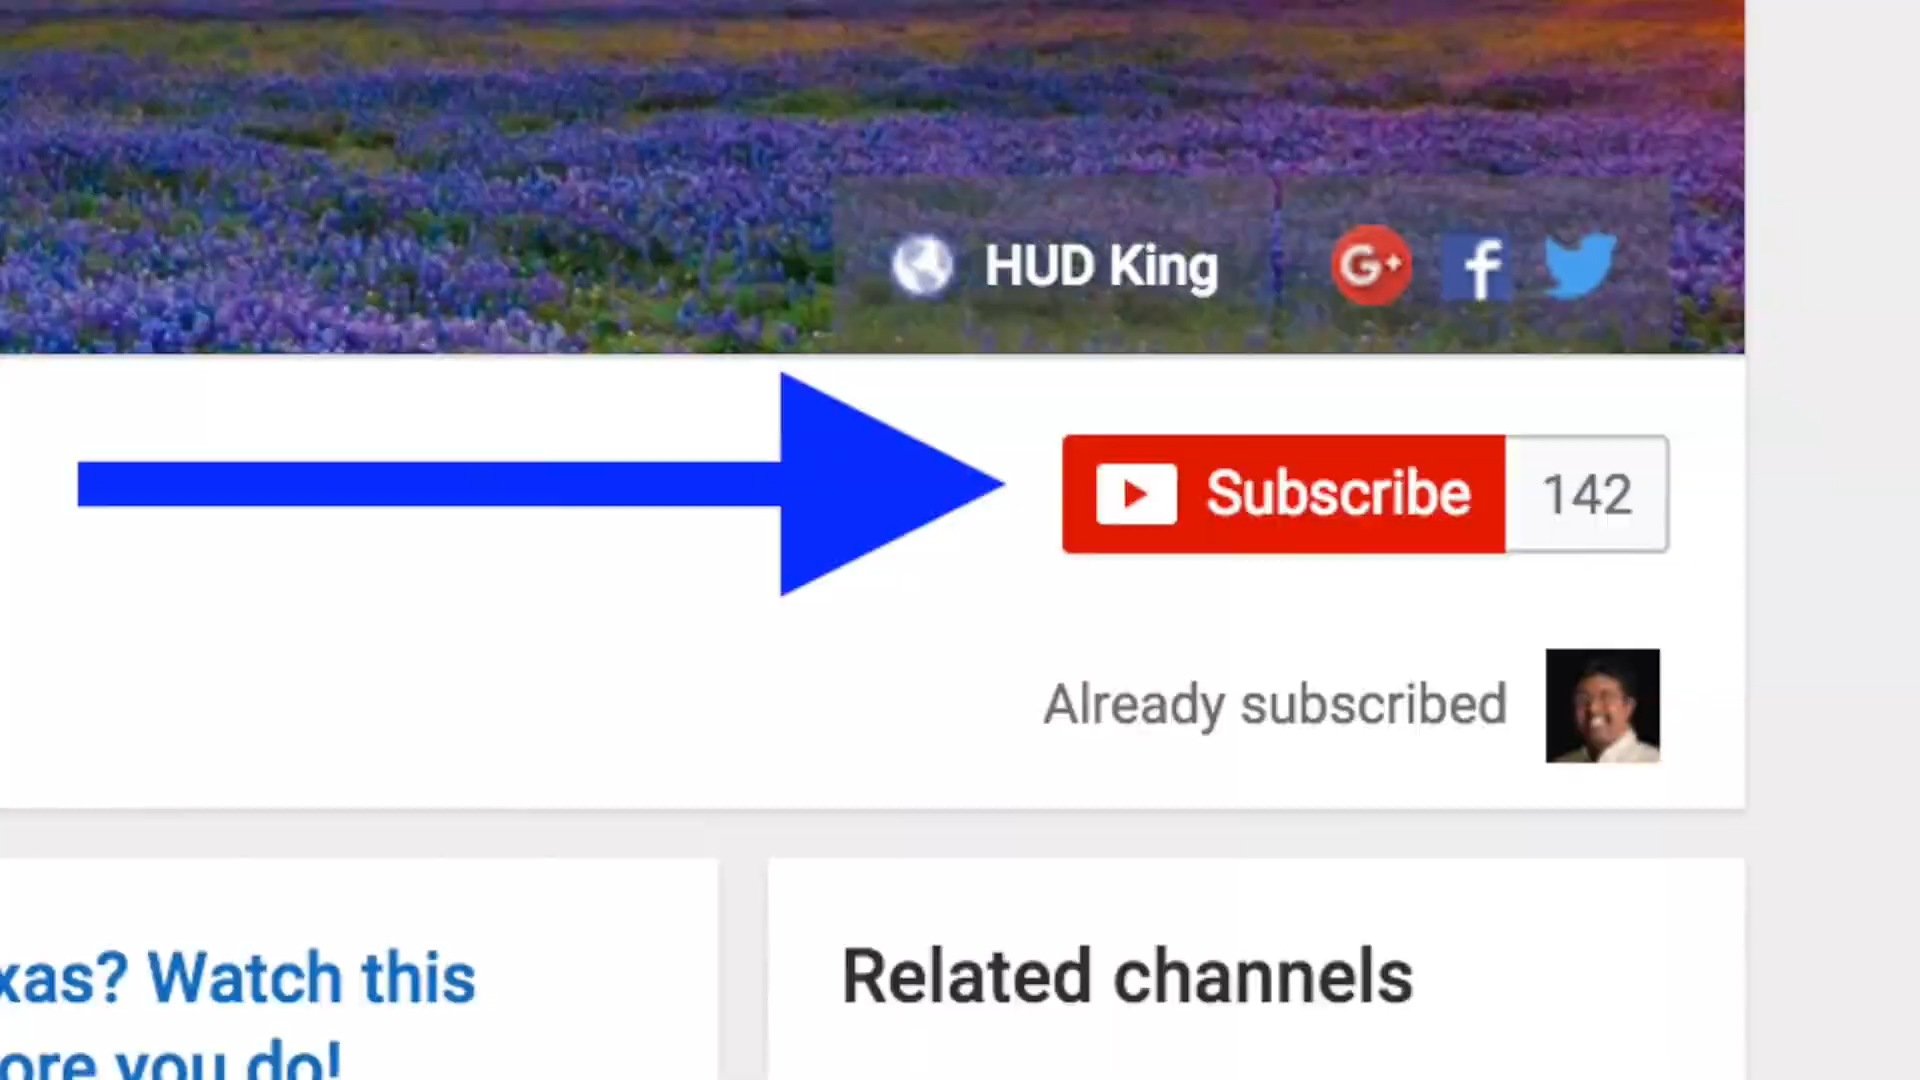 HUD King
G+
f
Subscribe 142
Already subscribed
xas? Watch this
ore you do!
Related channels